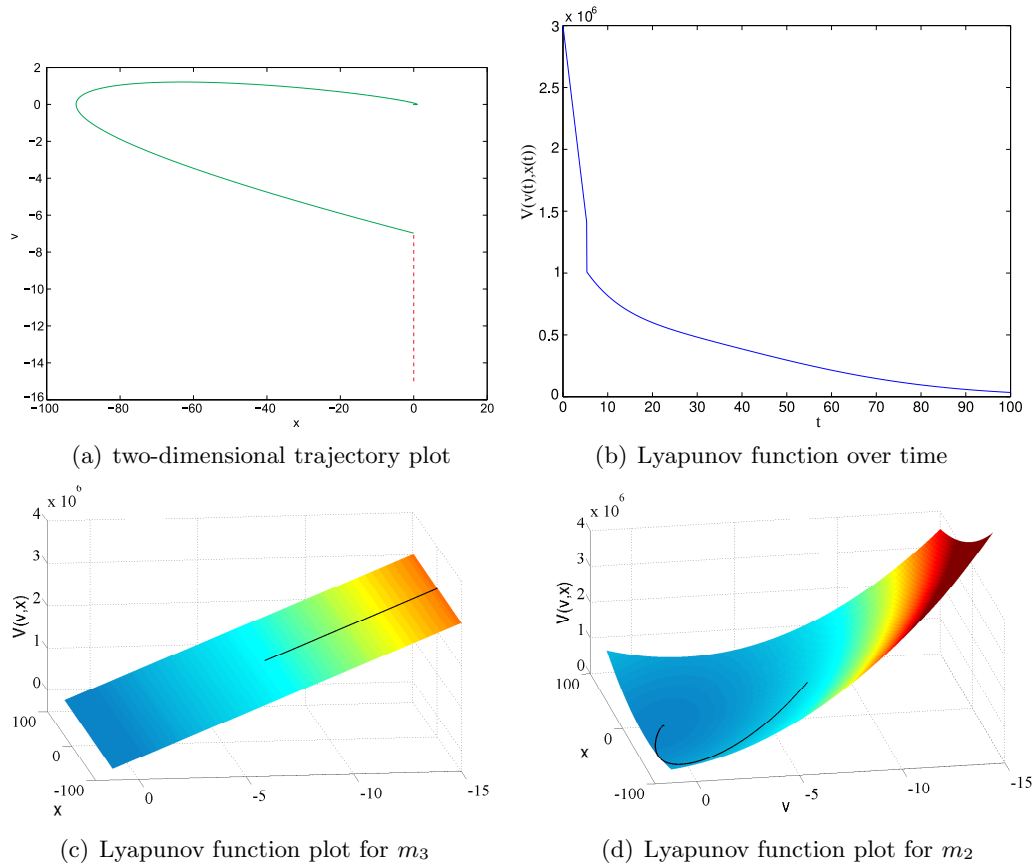 2
0
−2
−4
−6
−8
−10
−12
−14
−16
v
−100 −80 −60 −40 −20 0 20
x
(a) two-dimensional trajectory plot
3 x 10^6
2.5
2
1.5
1
0.5
0
V(v(t),x(t))
0 10 20 30 40 50 60 70 80 90 100
t
(b) Lyapunov function over time
x 10^6
4
3
2
1
0
V(v,x)
100
0
-100
X
0 -5 -10 -15
(c) Lyapunov function plot for m_3
x 10^6
4
3
2
1
0
V(v,x)
100
0
-100
X
0 -5 -10 -15
V
(d) Lyapunov function plot for m_2